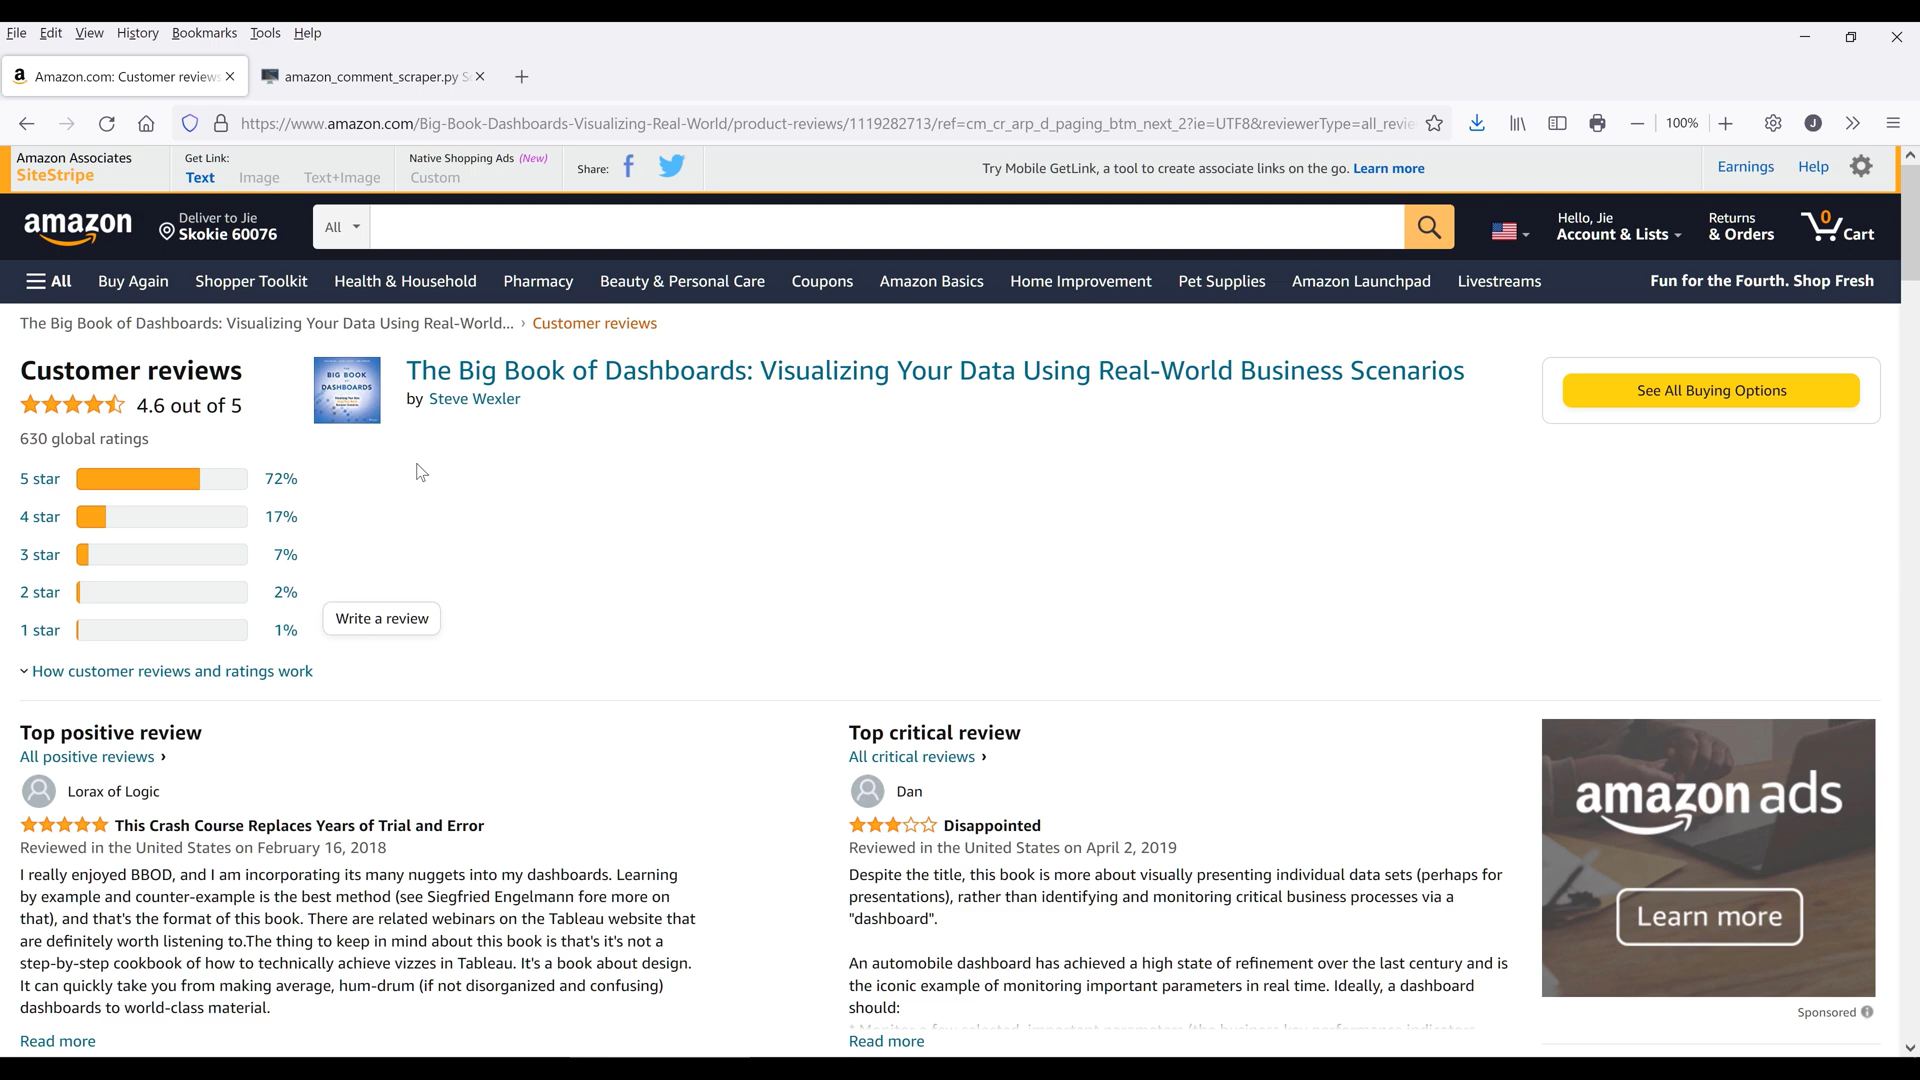 File Edit View History Bookmarks Tools Help
Amazon.com: Customer reviews
amazon_comment_scraper.py
https://www.amazon.com/Big-Book-Dashboards-Visualizing-Real-World/product-reviews/1119282713/ref=cm_cr_arp_d_paging_btm_next_2?ie=UTF8&reviewerType=all_revie
100%
J
Amazon Associates
SiteStripe
Get Link:
Text Image Text+Image
Native Shopping Ads (New)
Custom
Share:
Try Mobile GetLink, a tool to create associate links on the go. Learn more
Earnings Help
amazon
Deliver to Jie
Skokie 60076
All
Hello, Jie
Account & Lists
Returns
& Orders
0
Cart
All Buy Again Shopper Toolkit Health & Household Pharmacy Beauty & Personal Care Coupons Amazon Basics Home Improvement Pet Supplies Amazon Launchpad Livestreams Fun for the Fourth. Shop Fresh
The Big Book of Dashboards: Visualizing Your Data Using Real-World... › Customer reviews
Customer reviews
4.6 out of 5
630 global ratings
5 star 72%
4 star 17%
3 star 7%
2 star 2%
1 star 1%
How customer reviews and ratings work
BIG BOOK
DASHBOARDS
The Big Book of Dashboards: Visualizing Your Data Using Real-World Business Scenarios
by Steve Wexler
Write a review
See All Buying Options
Top positive review
All positive reviews ›
Lorax of Logic
This Crash Course Replaces Years of Trial and Error
Reviewed in the United States on February 16, 2018
I really enjoyed BBOD, and I am incorporating its many nuggets into my dashboards. Learning
by example and counter-example is the best method (see Siegfried Engelmann fore more on
that), and that's the format of this book. There are related webinars on the Tableau website that
are definitely worth listening to.The thing to keep in mind about this book is that's it's not a
step-by-step cookbook of how to technically achieve vizzes in Tableau. It's a book about design.
It can quickly take you from making average, hum-drum (if not disorganized and confusing)
dashboards to world-class material.
Read more
Top critical review
All critical reviews ›
Dan
Disappointed
Reviewed in the United States on April 2, 2019
Despite the title, this book is more about visually presenting individual data sets (perhaps for
presentations), rather than identifying and monitoring critical business processes via a
"dashboard".
An automobile dashboard has achieved a high state of refinement over the last century and is
the iconic example of monitoring important parameters in real time. Ideally, a dashboard
should:
Read more
amazon ads
Learn more
Sponsored